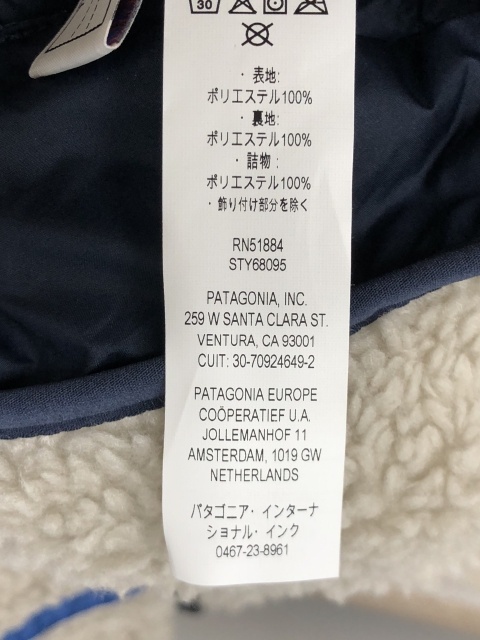 30
・表地:
ポリエステル100%
・裏地:
ポリエステル100%
・詰物:
ポリエステル100%
・飾り付け部分を除く
RN51884
STY68095
PATAGONIA, INC.
259 W SANTA CLARA ST.
VENTURA, CA 93001
CUIT: 30-70924649-2
PATAGONIA EUROPE
COÖPERATIEF U.A.
JOLLEMANHOF 11
AMSTERDAM, 1019 GW
NETHERLANDS
パタゴニア・インターナ
ショナル・インク
0467-23-8961